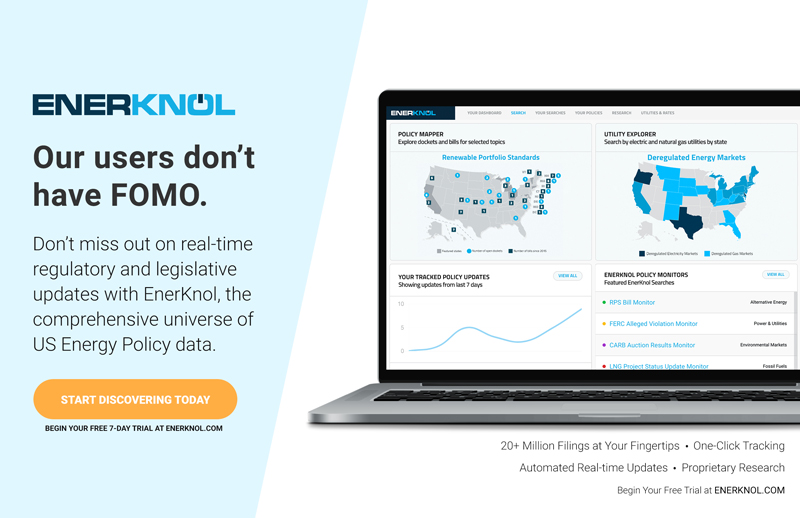 ENERKNOL
Our users don't
have FOMO.
Don't miss out on real-time
regulatory and legislative
updates with EnerKnol, the
comprehensive universe of
US Energy Policy data.
START DISCOVERING TODAY
BEGIN YOUR FREE 7-DAY TRIAL AT ENERKNOL.COM
ENERKNOL YOUR DASHBOARD SEARCH YOUR SEARCHES YOUR POLICIES RESEARCH UTILITIES & RATES
POLICY MAPPER
Explore dockets and bills for selected topics
Renewable Portfolio Standards
UTILITY EXPLORER
Search by electric and natural gas utilities by state
Deregulated Energy Markets
Deregulated Electricity Markets Deregulated Gas Markets
YOUR TRACKED POLICY UPDATES VIEW ALL
Showing updates from last 7 days
10
5
0
ENERKNOL POLICY MONITORS VIEW ALL
Featured EnerKnol Searches
RPS Bill Monitor Alternative Energy
FERC Alleged Violation Monitor Power & Utilities
CARB Auction Results Monitor Environmental Markets
LNG Project Status Update Monitor Fossil Fuels
20+ Million Filings at Your Fingertips • One-Click Tracking
Automated Real-time Updates • Proprietary Research
Begin Your Free Trial at ENERKNOL.COM